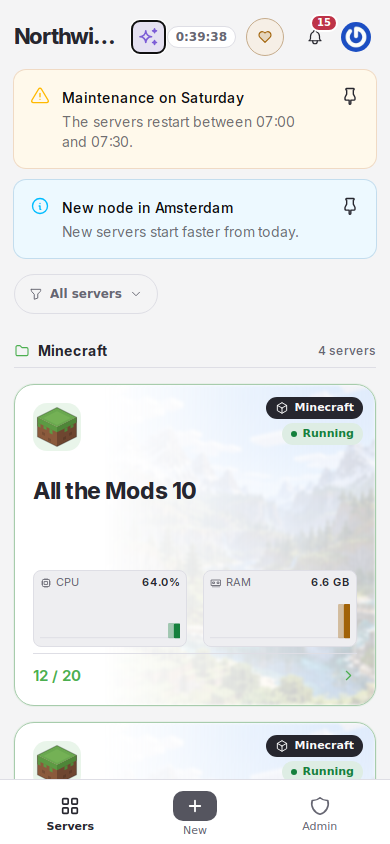 Northwi...
0:39:38
15
Maintenance on Saturday
The servers restart between 07:00
and 07:30.
New node in Amsterdam
New servers start faster from today.
All servers
Minecraft
4 servers
Minecraft
Running
All the Mods 10
CPU
64.0%
RAM
6.6 GB
12 / 20
Minecraft
Running
Servers
New
Admin